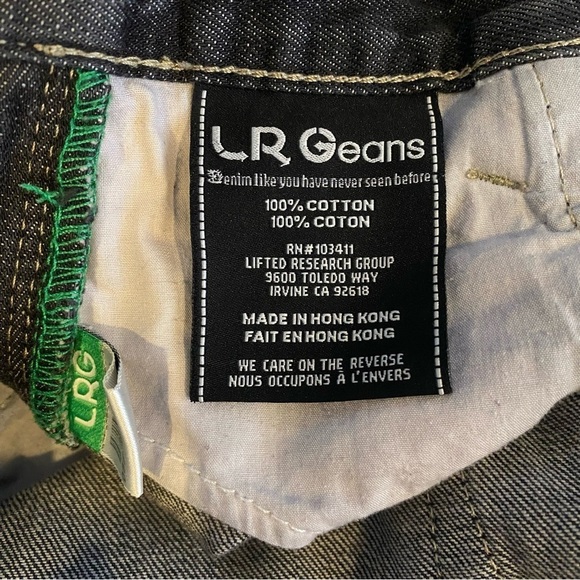 LRGeans
Denim like you have never seen before
100% COTTON
100% COTON
RN#103411
LIFTED RESEARCH GROUP
9600 TOLEDO WAY
IRVINE CA 92618
MADE IN HONG KONG
FAIT EN HONG KONG
WE CARE ON THE REVERSE
NOUS OCCUPONS À L'ENVERS
LRG